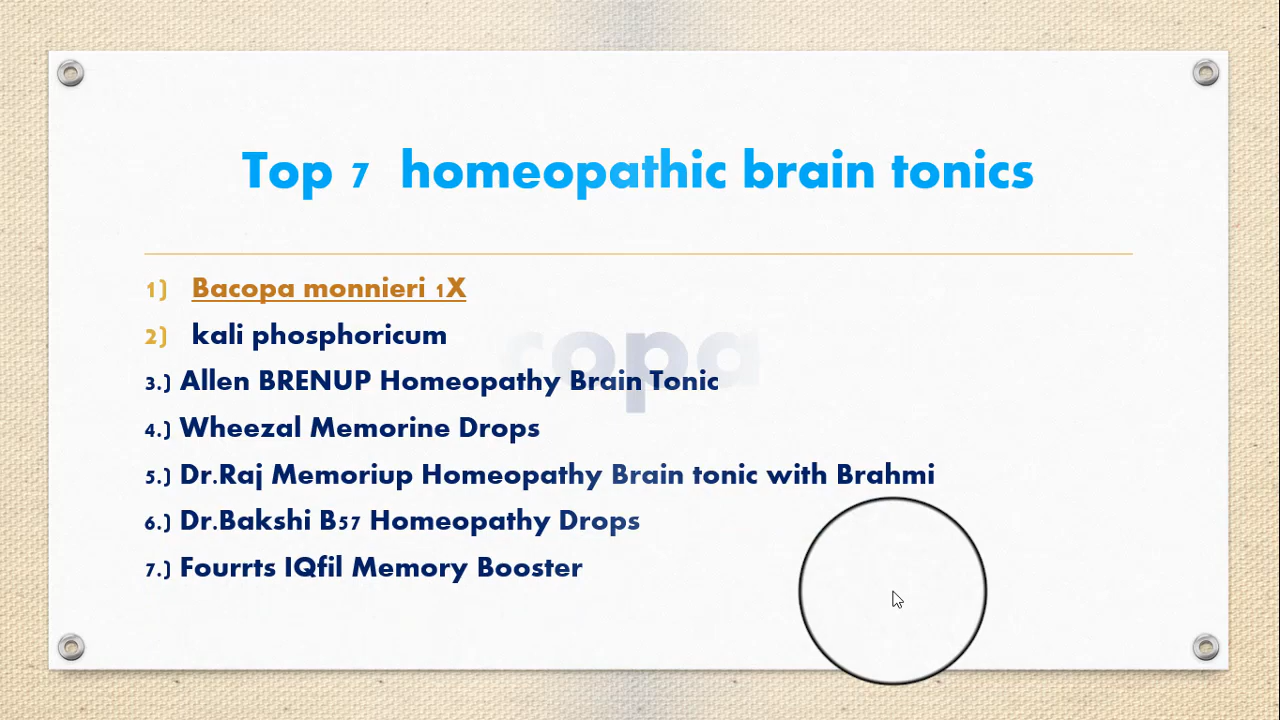 Top 7 homeopathic brain tonics
1) Bacopa monnieri 1X
2) kali phosphoricum
3.) Allen BRENUP Homeopathy Brain Tonic
4.) Wheezal Memorine Drops
5.) Dr.Raj Memoriup Homeopathy Brain tonic with Brahmi
6.) Dr.Bakshi B57 Homeopathy Drops
7.) Fourrts IQfil Memory Booster
copa